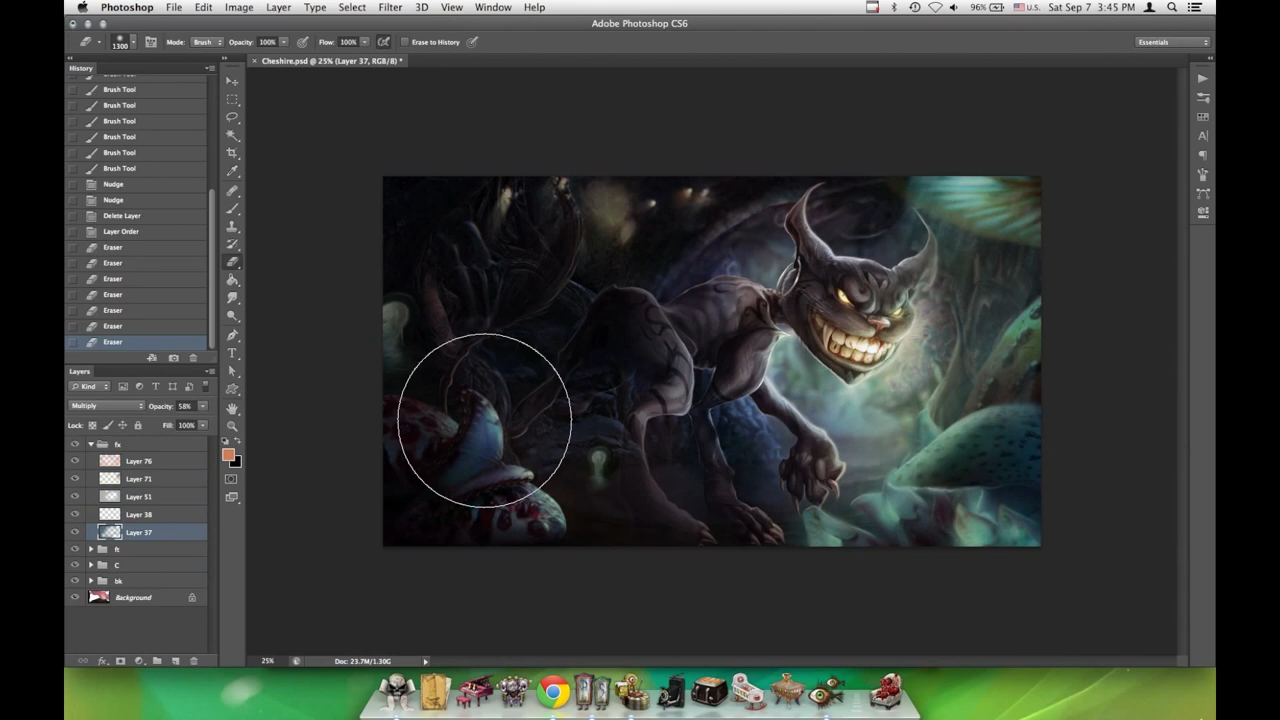 Photoshop File Edit Image Layer Type Select Filter 3D View Window Help 96% U.S. Sat Sep 7 3:45 PM
Adobe Photoshop CS6
1300 Mode: Brush Opacity: 100% Flow: 100% Erase to History Essentials
× Cheshire.psd @ 25% (Layer 37, RGB/8) *
History
Brush Tool
Brush Tool
Brush Tool
Brush Tool
Brush Tool
Brush Tool
Nudge
Nudge
Delete Layer
Layer Order
Eraser
Eraser
Eraser
Eraser
Eraser
Eraser
Eraser
Layers
Kind
Multiply Opacity: 58%
Lock: Fill: 100%
fx
Layer 76
Layer 71
Layer 51
Layer 38
Layer 37
ft
C
bk
Background
fx
25% Doc: 23.7M/1.30G